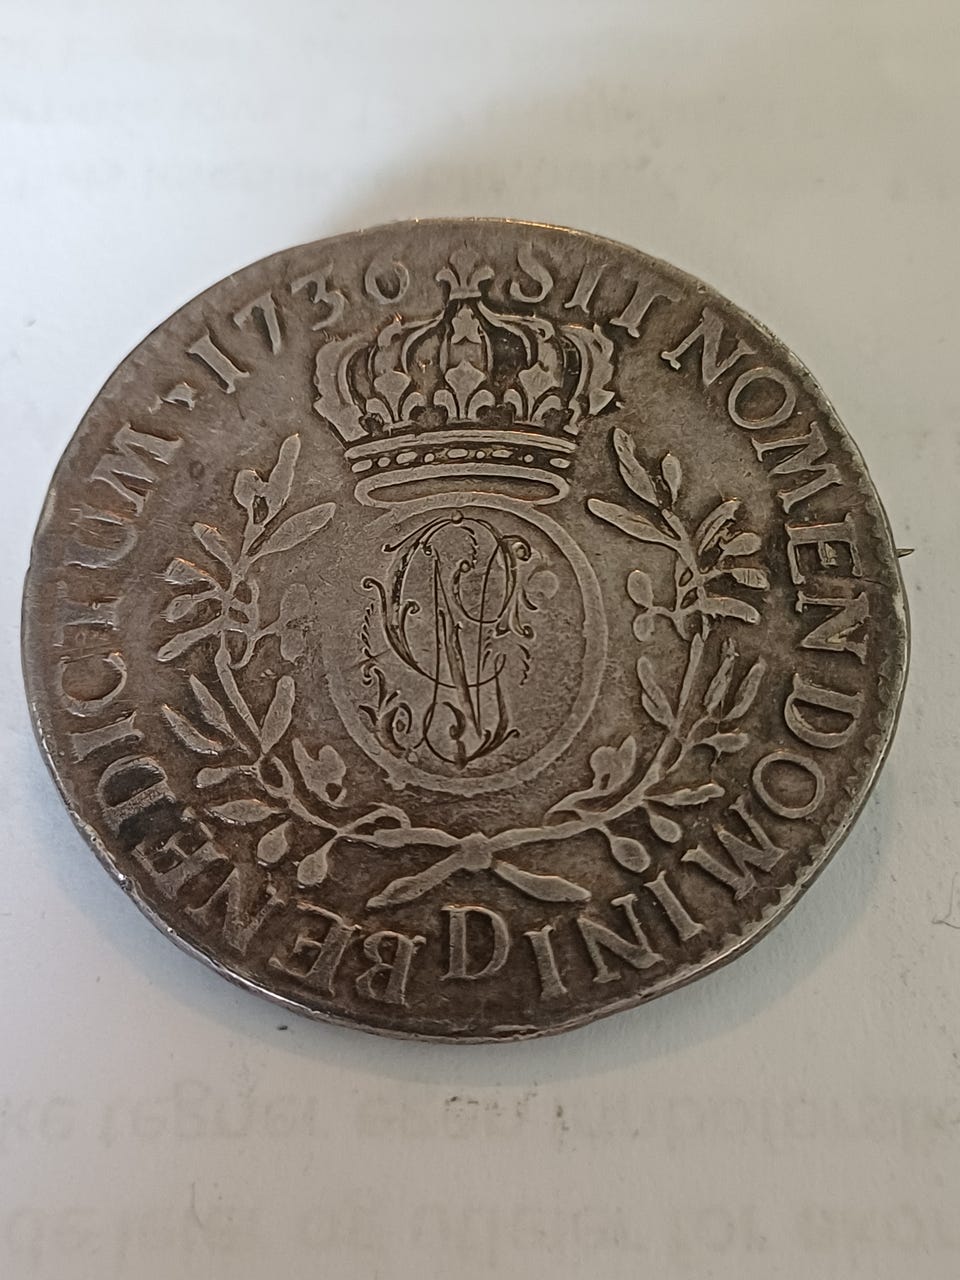 SIT NOMEN DOMINI
D
BENEDICTUM · 1736